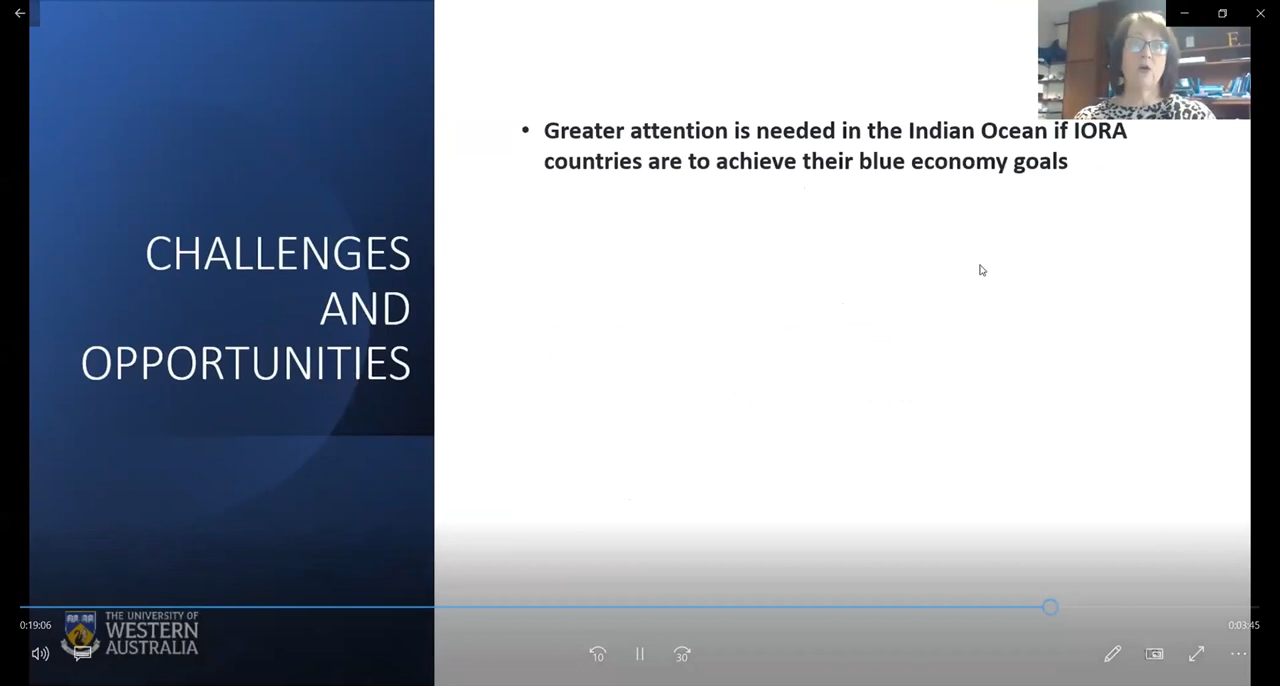 • Greater attention is needed in the Indian Ocean if IORA
countries are to achieve their blue economy goals
CHALLENGES
AND
OPPORTUNITIES
0:19:06
0:03:45
THE UNIVERSITY OF
WESTERN
AUSTRALIA
10
30